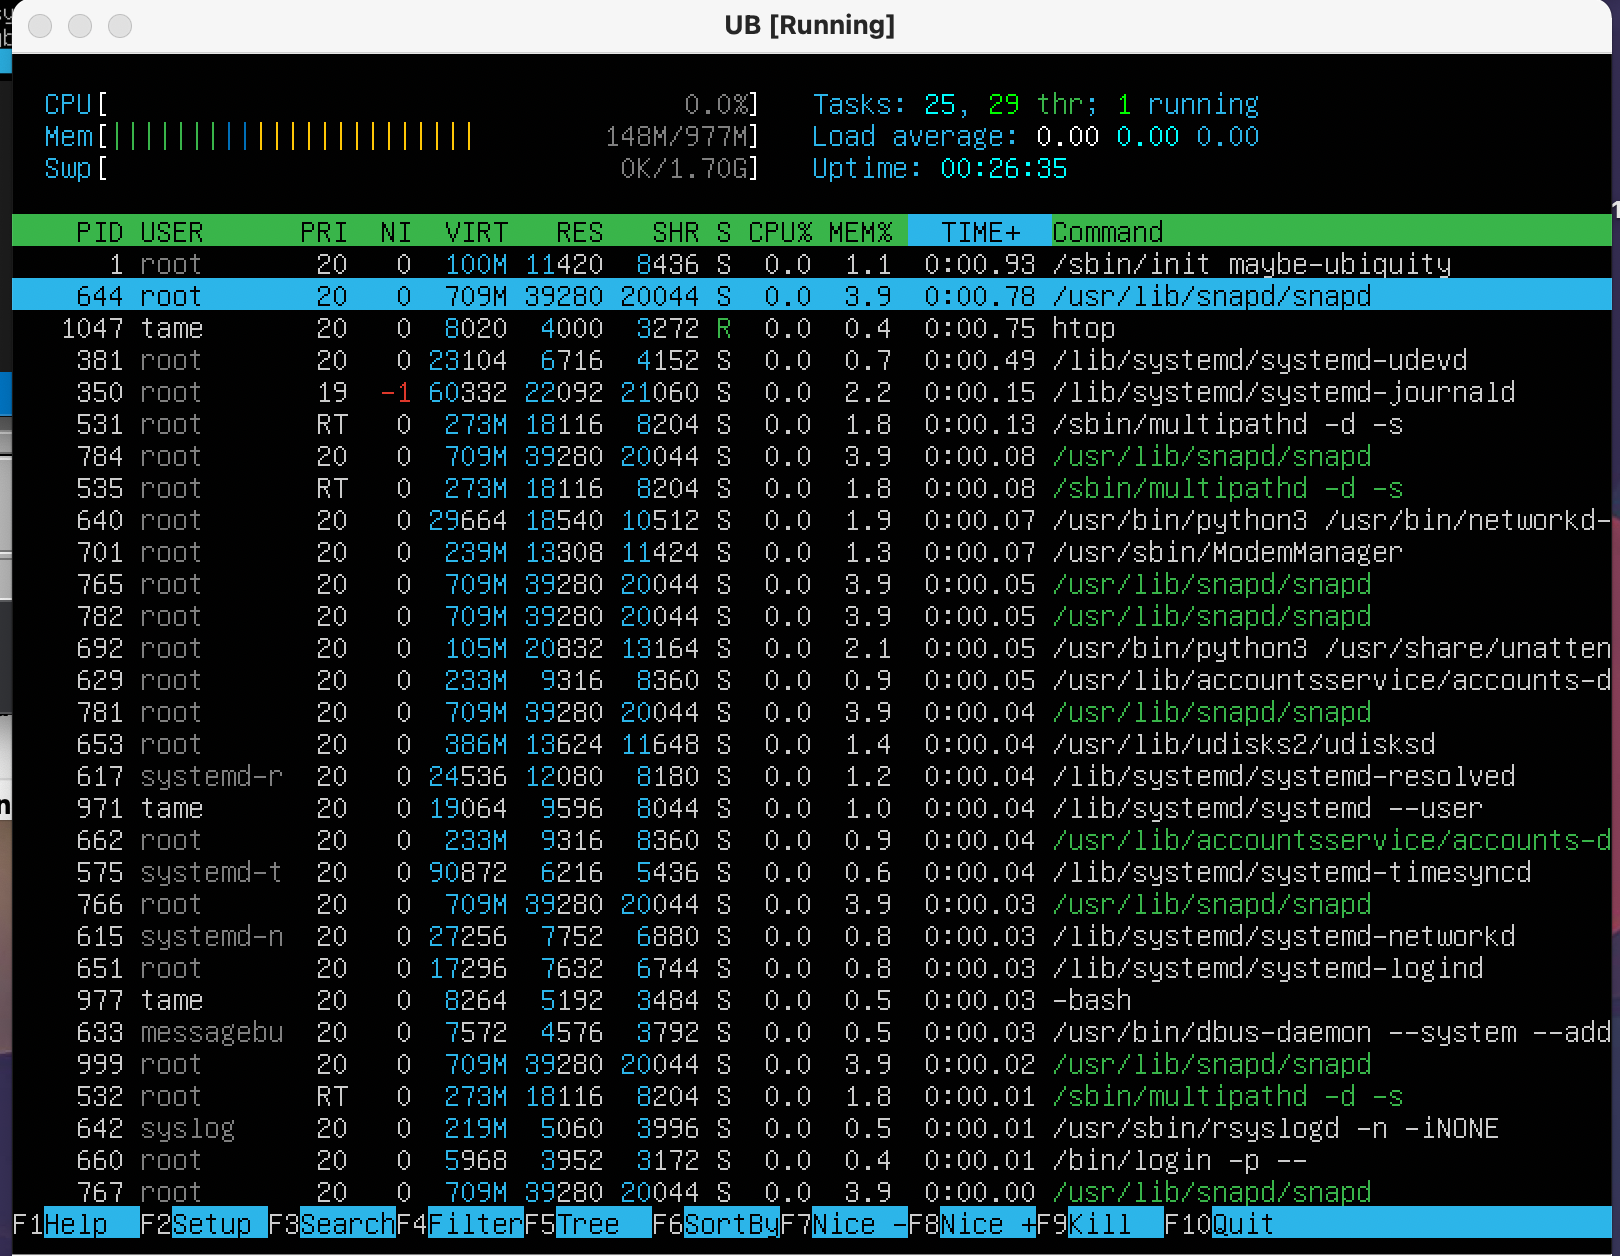 UB [Running]
CPU[ 0.0%] Tasks: 25, 29 thr; 1 running
Mem[||||||||||||||||||||||| 148M/977M] Load average: 0.00 0.00 0.00
Swp[ 0K/1.70G] Uptime: 00:26:35
PID USER PRI NI VIRT RES SHR S CPU% MEM% TIME+ Command
1 root 20 0 100M 11420 8436 S 0.0 1.1 0:00.93 /sbin/init maybe-ubiquity
644 root 20 0 709M 39280 20044 S 0.0 3.9 0:00.78 /usr/lib/snapd/snapd
1047 tame 20 0 8020 4000 3272 R 0.0 0.4 0:00.75 htop
381 root 20 0 23104 6716 4152 S 0.0 0.7 0:00.49 /lib/systemd/systemd-udevd
350 root 19 -1 60332 22092 21060 S 0.0 2.2 0:00.15 /lib/systemd/systemd-journald
531 root RT 0 273M 18116 8204 S 0.0 1.8 0:00.13 /sbin/multipathd -d -s
784 root 20 0 709M 39280 20044 S 0.0 3.9 0:00.08 /usr/lib/snapd/snapd
535 root RT 0 273M 18116 8204 S 0.0 1.8 0:00.08 /sbin/multipathd -d -s
640 root 20 0 29664 18540 10512 S 0.0 1.9 0:00.07 /usr/bin/python3 /usr/bin/networkd-
701 root 20 0 239M 13308 11424 S 0.0 1.3 0:00.07 /usr/sbin/ModemManager
765 root 20 0 709M 39280 20044 S 0.0 3.9 0:00.05 /usr/lib/snapd/snapd
782 root 20 0 709M 39280 20044 S 0.0 3.9 0:00.05 /usr/lib/snapd/snapd
692 root 20 0 105M 20832 13164 S 0.0 2.1 0:00.05 /usr/bin/python3 /usr/share/unatten
629 root 20 0 233M 9316 8360 S 0.0 0.9 0:00.05 /usr/lib/accountsservice/accounts-d
781 root 20 0 709M 39280 20044 S 0.0 3.9 0:00.04 /usr/lib/snapd/snapd
653 root 20 0 386M 13624 11648 S 0.0 1.4 0:00.04 /usr/lib/udisks2/udisksd
617 systemd-r 20 0 24536 12080 8180 S 0.0 1.2 0:00.04 /lib/systemd/systemd-resolved
971 tame 20 0 19064 9596 8044 S 0.0 1.0 0:00.04 /lib/systemd/systemd --user
662 root 20 0 233M 9316 8360 S 0.0 0.9 0:00.04 /usr/lib/accountsservice/accounts-d
575 systemd-t 20 0 90872 6216 5436 S 0.0 0.6 0:00.04 /lib/systemd/systemd-timesyncd
766 root 20 0 709M 39280 20044 S 0.0 3.9 0:00.03 /usr/lib/snapd/snapd
615 systemd-n 20 0 27256 7752 6880 S 0.0 0.8 0:00.03 /lib/systemd/systemd-networkd
651 root 20 0 17296 7632 6744 S 0.0 0.8 0:00.03 /lib/systemd/systemd-logind
977 tame 20 0 8264 5192 3484 S 0.0 0.5 0:00.03 -bash
633 messagebu 20 0 7572 4576 3792 S 0.0 0.5 0:00.03 /usr/bin/dbus-daemon --system --add
999 root 20 0 709M 39280 20044 S 0.0 3.9 0:00.02 /usr/lib/snapd/snapd
532 root RT 0 273M 18116 8204 S 0.0 1.8 0:00.01 /sbin/multipathd -d -s
642 syslog 20 0 219M 5060 3996 S 0.0 0.5 0:00.01 /usr/sbin/rsyslogd -n -iNONE
660 root 20 0 5968 3952 3172 S 0.0 0.4 0:00.01 /bin/login -p --
767 root 20 0 709M 39280 20044 S 0.0 3.9 0:00.00 /usr/lib/snapd/snapd
F1Help F2Setup F3SearchF4FilterF5Tree F6SortByF7Nice -F8Nice +F9Kill F10Quit